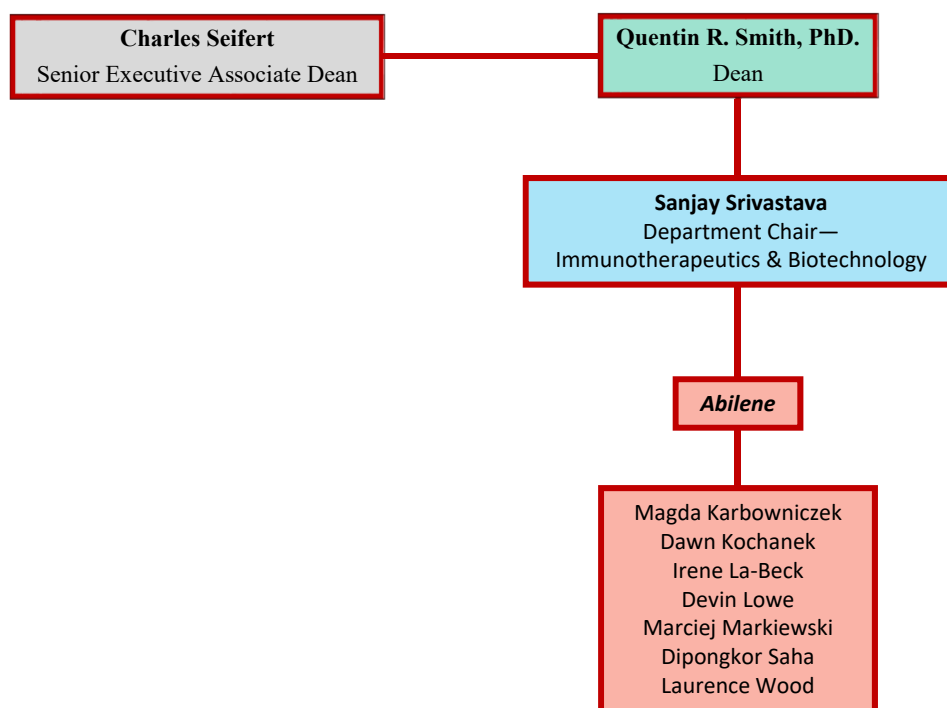 Charles Seifert
Senior Executive Associate Dean
Quentin R. Smith, PhD.
Dean
Sanjay Srivastava
Department Chair—
Immunotherapeutics & Biotechnology
Abilene
Magda Karbowniczek
Dawn Kochanek
Irene La-Beck
Devin Lowe
Marciej Markiewski
Dipongkor Saha
Laurence Wood